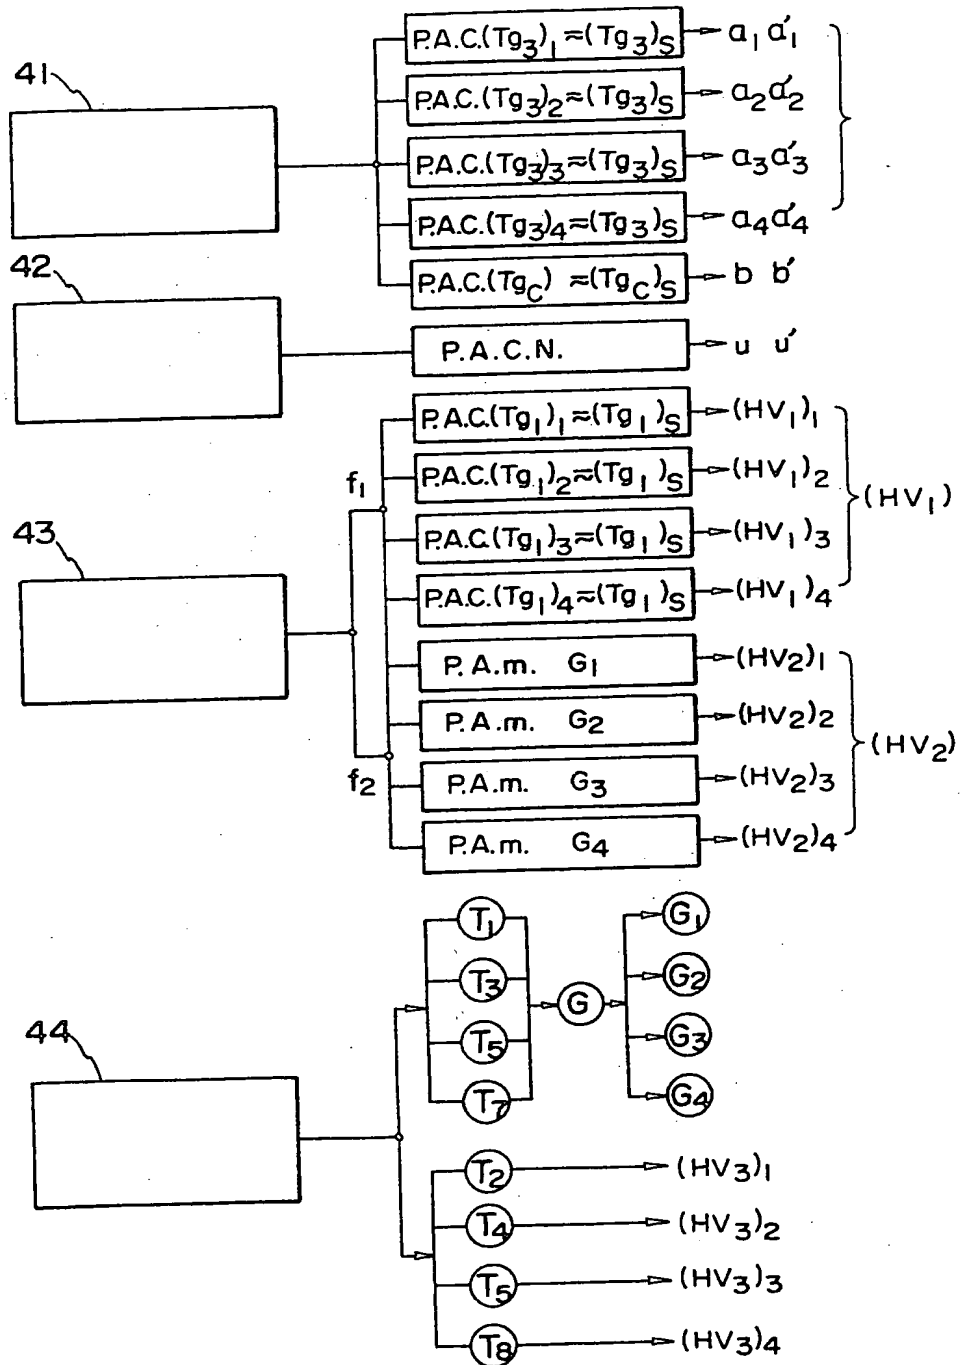 41
P.A.C.(Tg3)1≈(Tg3)S a1 a'1
P.A.C.(Tg3)2≈(Tg3)S a2 a'2
P.A.C.(Tg3)3≈(Tg3)S a3 a'3
P.A.C.(Tg3)4≈(Tg3)S a4 a'4
P.A.C.(TgC) ≈(TgC)S b b'
42
P.A.C.N. u u'
43
f1
P.A.C.(Tg1)1≈(Tg1)S (HV1)1
P.A.C.(Tg1)2≈(Tg1)S (HV1)2
P.A.C.(Tg1)3≈(Tg1)S (HV1)3
P.A.C.(Tg1)4≈(Tg1)S (HV1)4
(HV1)
f2
P.A.m. G1 (HV2)1
P.A.m. G2 (HV2)2
P.A.m. G3 (HV2)3
P.A.m. G4 (HV2)4
(HV2)
44
T1
T3
T5
T7
G
G1
G2
G3
G4
T2 (HV3)1
T4 (HV3)2
T5 (HV3)3
T8 (HV3)4